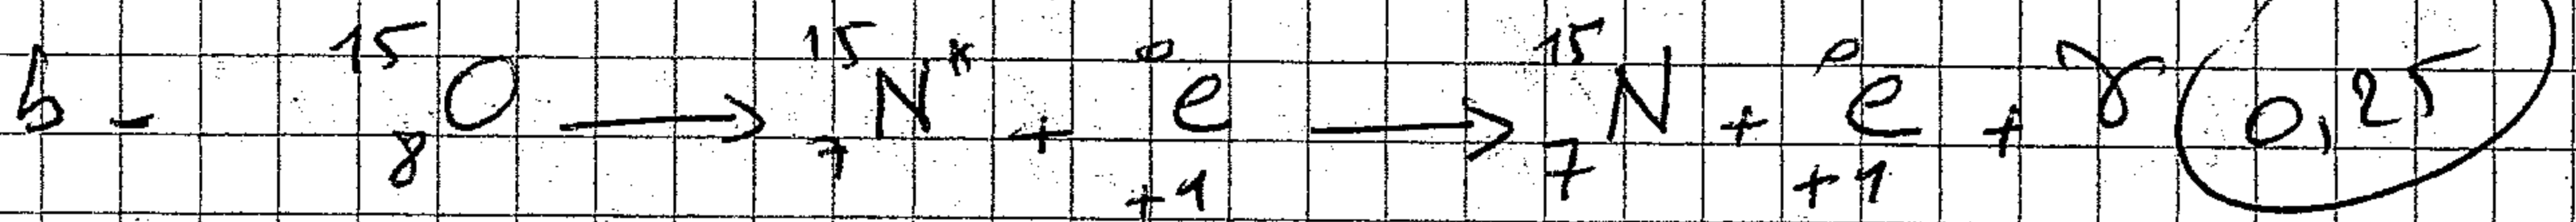 b - ¹⁵₈O → ¹⁵₇N* + ⁰₊₁e → ¹⁵₇N + ⁰₊₁e + γ 0,25